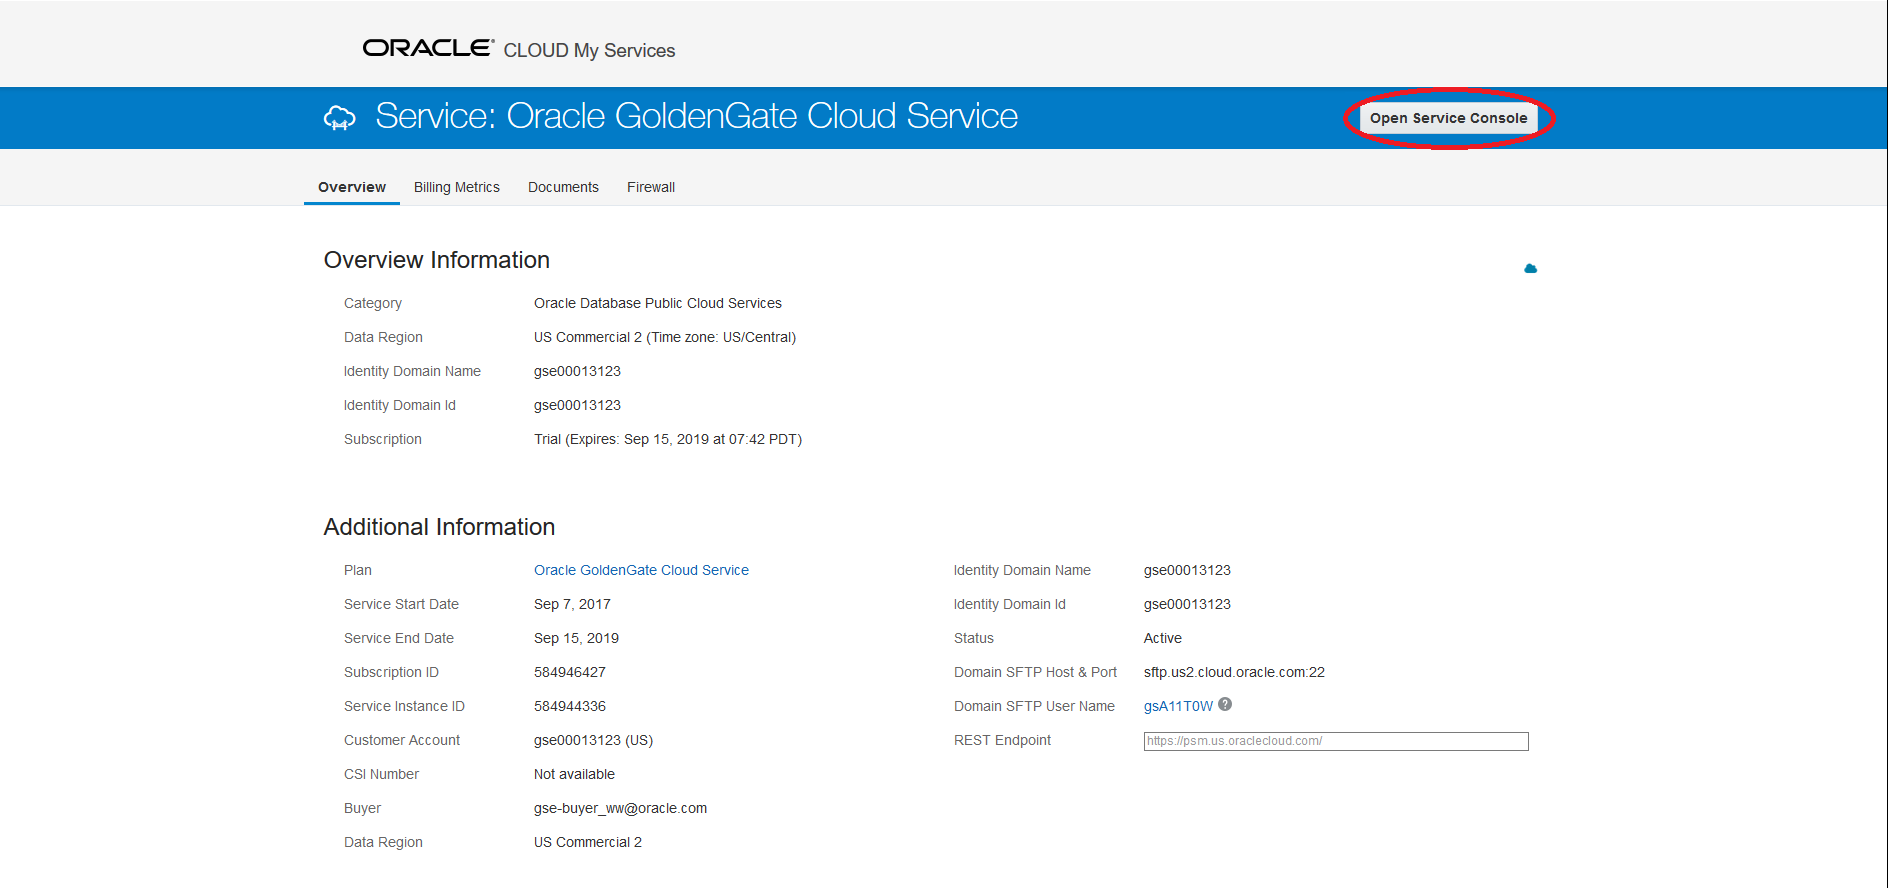 ORACLE® CLOUD My Services
Service: Oracle GoldenGate Cloud Service
Open Service Console
Overview Billing Metrics Documents Firewall
Overview Information
Category Oracle Database Public Cloud Services
Data Region US Commercial 2 (Time zone: US/Central)
Identity Domain Name gse00013123
Identity Domain Id gse00013123
Subscription Trial (Expires: Sep 15, 2019 at 07:42 PDT)
Additional Information
Plan Oracle GoldenGate Cloud Service
Service Start Date Sep 7, 2017
Service End Date Sep 15, 2019
Subscription ID 584946427
Service Instance ID 584944336
Customer Account gse00013123 (US)
CSI Number Not available
Buyer gse-buyer_ww@oracle.com
Data Region US Commercial 2
Identity Domain Name gse00013123
Identity Domain Id gse00013123
Status Active
Domain SFTP Host & Port sftp.us2.cloud.oracle.com:22
Domain SFTP User Name gsA11T0W ?
REST Endpoint https://psm.us.oraclecloud.com/